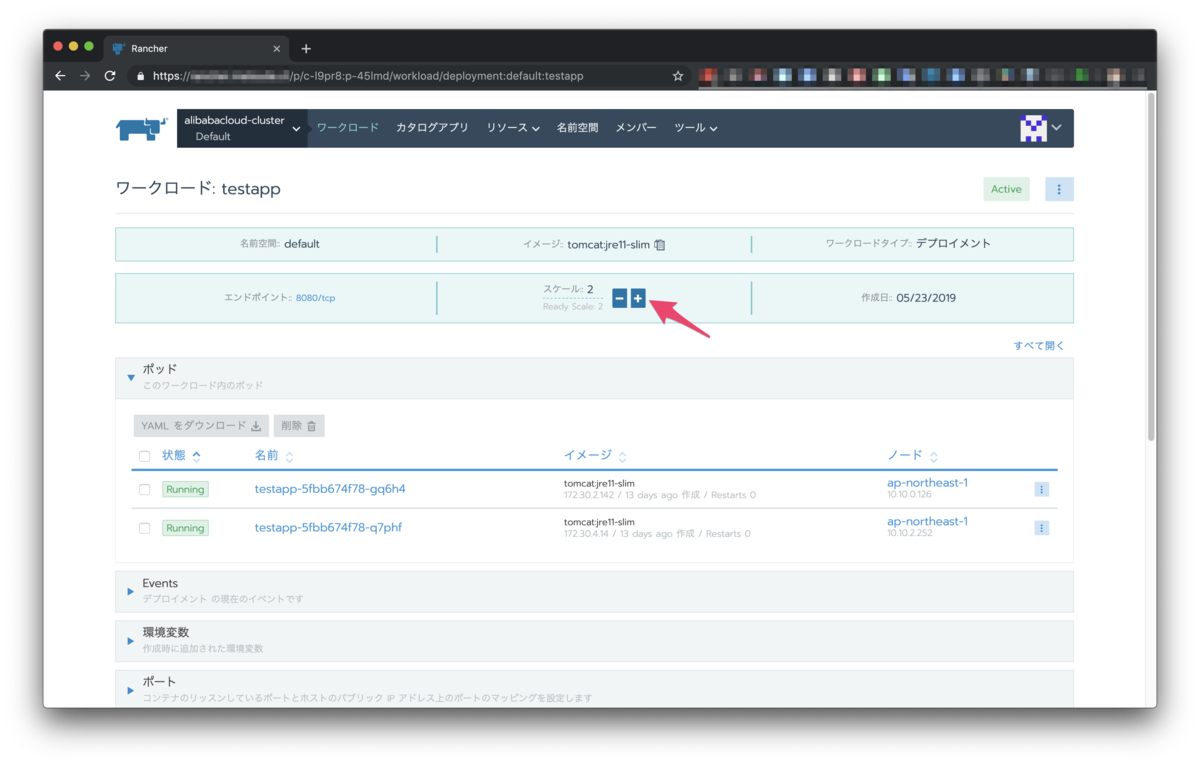 Rancher
https://
/p/c-l9pr8:p-45lmd/workload/deployment:default:testapp
alibabacloud-cluster
Default
ワークロード カタログアプリ リソース 名前空間 メンバー ツール
ワークロード: testapp
Active
名前空間:: default
イメージ:: tomcat:jre11-slim
ワークロードタイプ:: デプロイメント
エンドポイント:: 8080/tcp
スケール:: 2
Ready Scale: 2
作成日:: 05/23/2019
すべて開く
ポッド
このワークロード内のポッド
YAML をダウンロード 削除
状態 名前 イメージ ノード
Running testapp-5fbb674f78-gq6h4 tomcat:jre11-slim ap-northeast-1
172.30.2.142 / 13 days ago 作成 / Restarts 0 10.10.0.126
Running testapp-5fbb674f78-q7phf tomcat:jre11-slim ap-northeast-1
172.30.4.14 / 13 days ago 作成 / Restarts 0 10.10.2.252
Events
デプロイメント の現在のイベントです
環境変数
作成時に追加された環境変数
ポート
コンテナのリッスンしているポートとホストのパブリック IP アドレス上のポートのマッピングを設定します